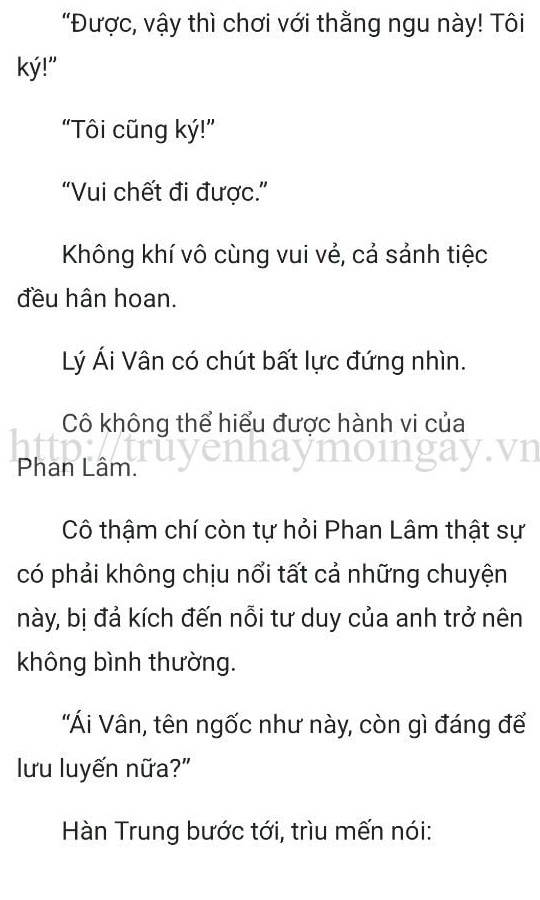 “Được, vậy thì chơi với thằng ngu này! Tôi
ký!”
“Tôi cũng ký!”
“Vui chết đi được.”
Không khí vô cùng vui vẻ, cả sảnh tiệc
đều hân hoan.
Lý Ái Vân có chút bất lực đứng nhìn.
Cô không thể hiểu được hành vi của
http://truyenhaymoingay.vn
Phan Lâm.
Cô thậm chí còn tự hỏi Phan Lâm thật sự
có phải không chịu nổi tất cả những chuyện
này, bị đả kích đến nỗi tư duy của anh trở nên
không bình thường.
“Ái Vân, tên ngốc như này, còn gì đáng để
lưu luyến nữa?”
Hàn Trung bước tới, trìu mến nói: